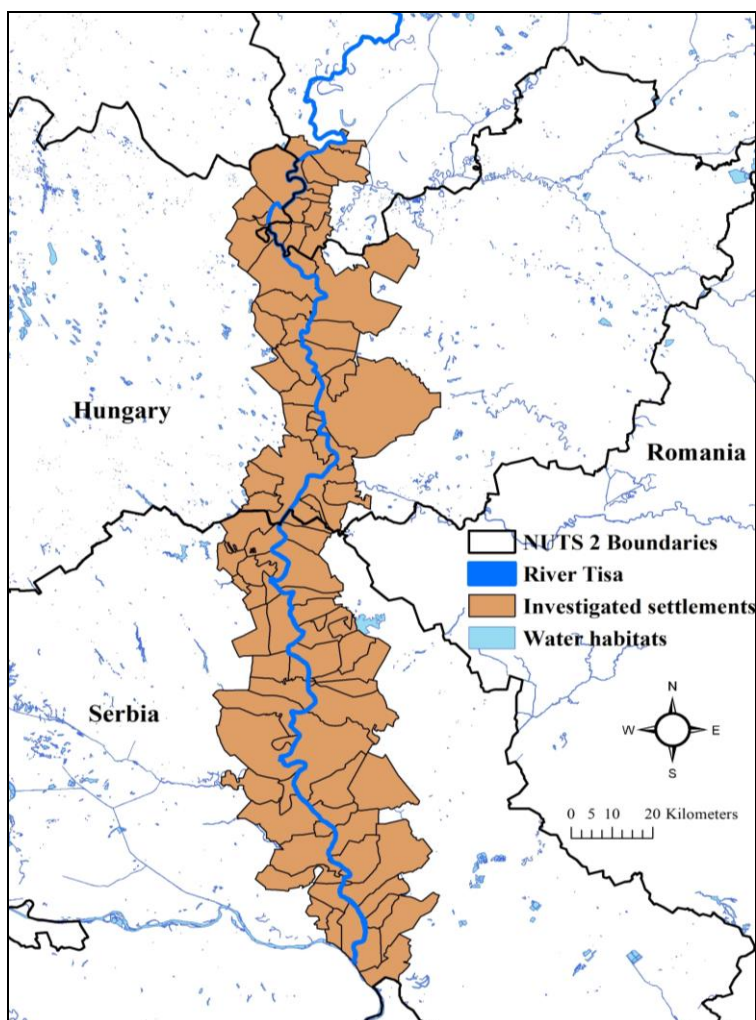 Hungary
Romania
NUTS 2 Boundaries
River Tisa
Investigated settlements
Water habitats
Serbia
N
W E
S
0 5 10 20 Kilometers